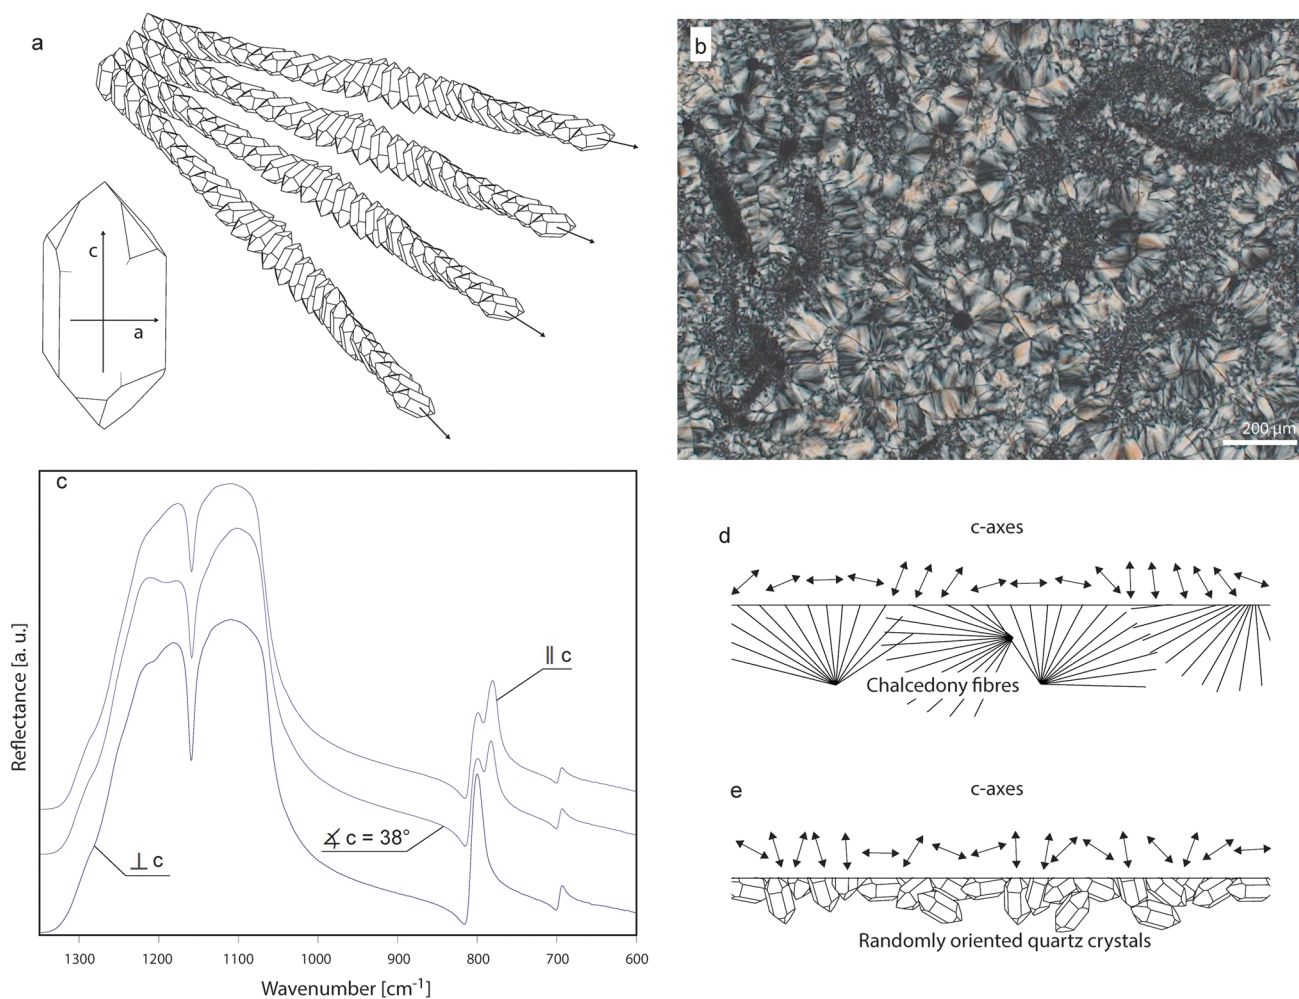 a
c
a
b
200 µm
c
Reflectance [a. u.]
∥ c
∡ c = 38°
⊥ c
1300 1200 1100 1000 900 800 700 600
Wavenumber [cm⁻¹]
d
c-axes
Chalcedony fibres
e
c-axes
Randomly oriented quartz crystals